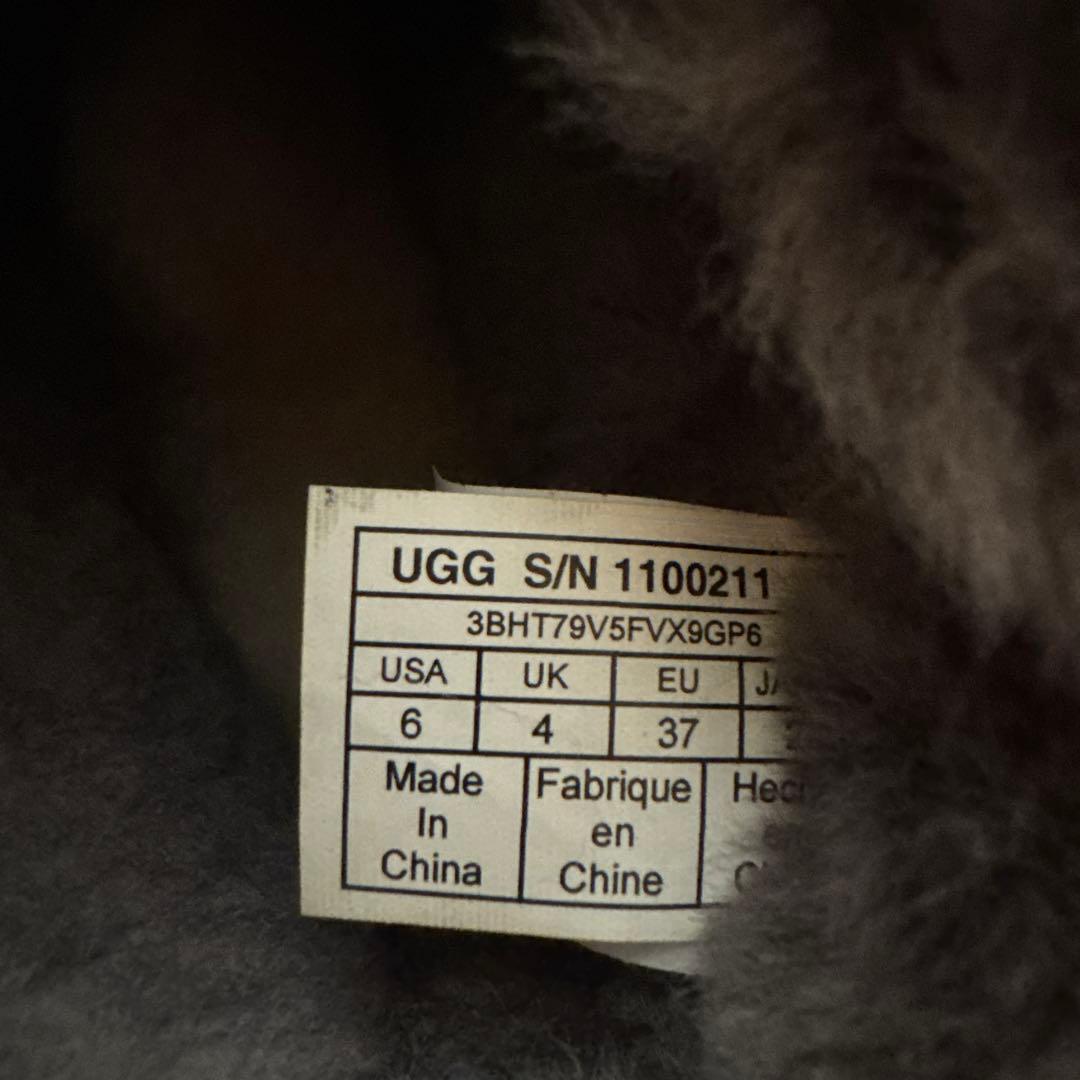 UGG S/N 1100211
3BHT79V5FVX9GP6
USA UK EU
6 4 37
Made In China
Fabrique en Chine